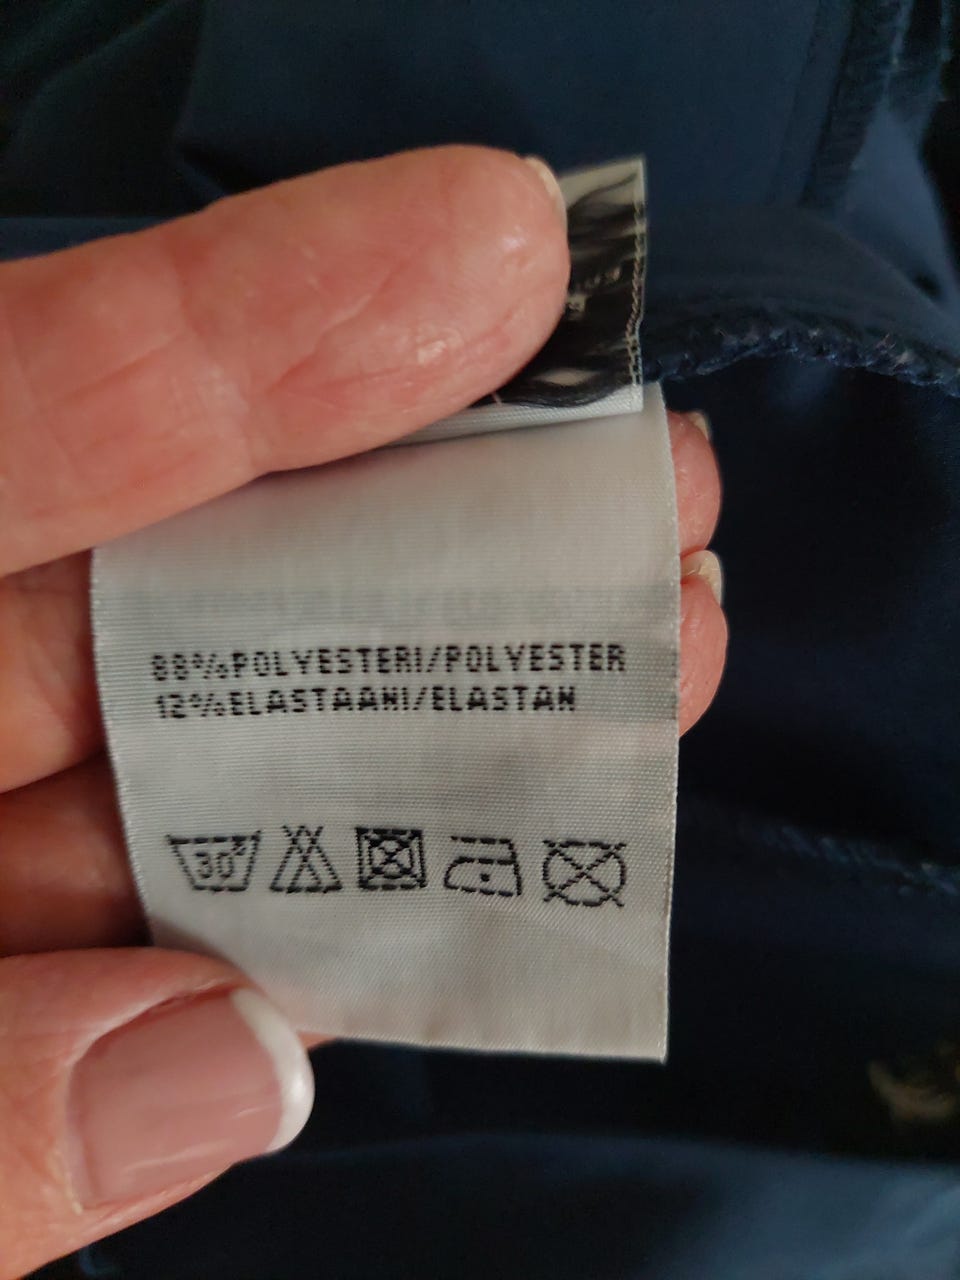 88%POLYESTERI/POLYESTER
12%ELASTAANI/ELASTAN
30°